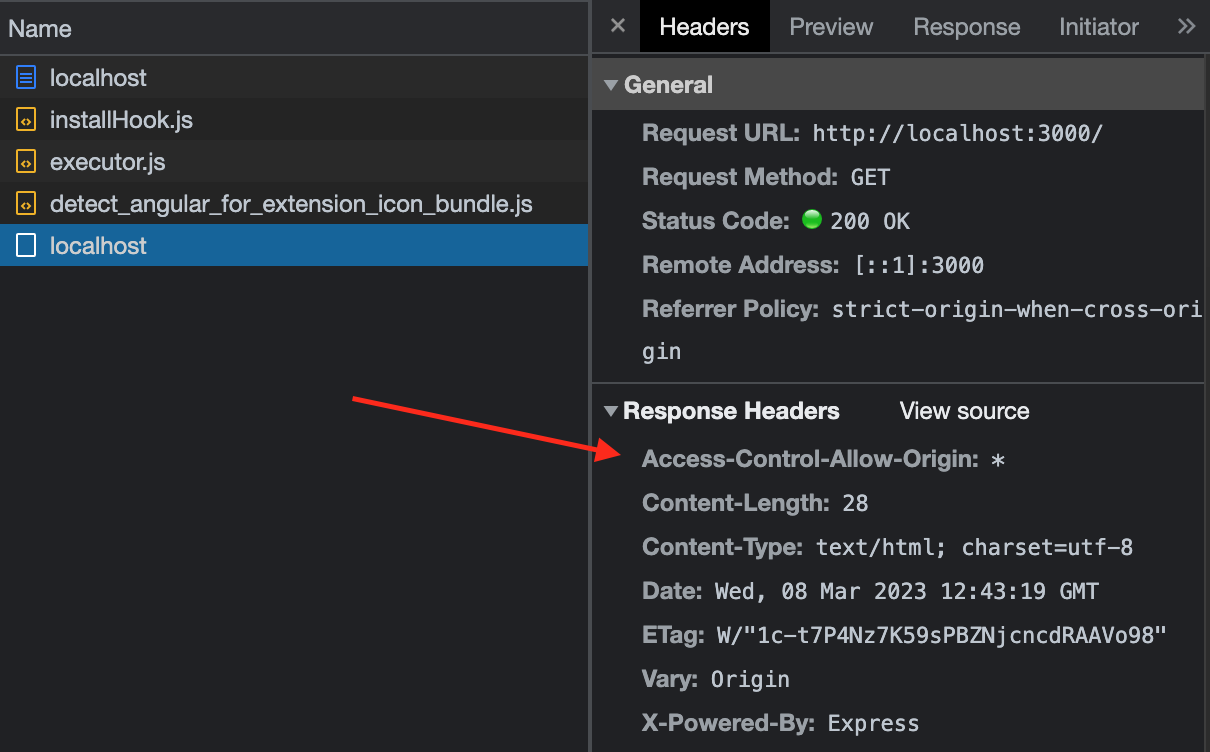 Name
localhost
installHook.js
executor.js
detect_angular_for_extension_icon_bundle.js
localhost
Headers Preview Response Initiator
General
Request URL: http://localhost:3000/
Request Method: GET
Status Code: 200 OK
Remote Address: [::1]:3000
Referrer Policy: strict-origin-when-cross-ori
gin
Response Headers View source
Access-Control-Allow-Origin: *
Content-Length: 28
Content-Type: text/html; charset=utf-8
Date: Wed, 08 Mar 2023 12:43:19 GMT
ETag: W/"1c-t7P4Nz7K59sPBZNjcncdRAAVo98"
Vary: Origin
X-Powered-By: Express